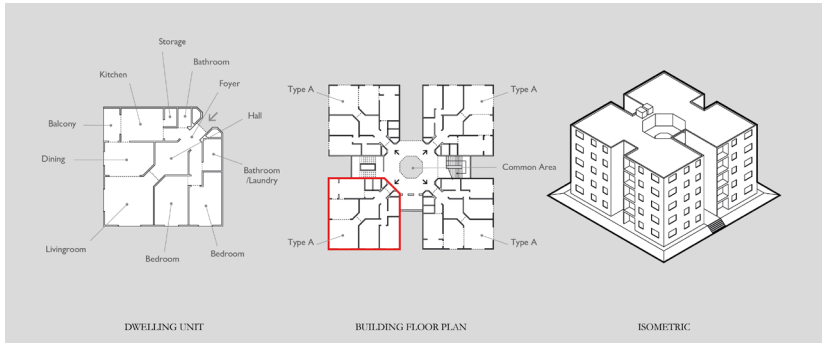 Storage
Bathroom
Kitchen
Foyer
Hall
Balcony
Dining
Bathroom
/Laundry
Livingroom
Bedroom
Bedroom
DWELLING UNIT
Type A
Type A
Common Area
Type A
Type A
BUILDING FLOOR PLAN
ISOMETRIC